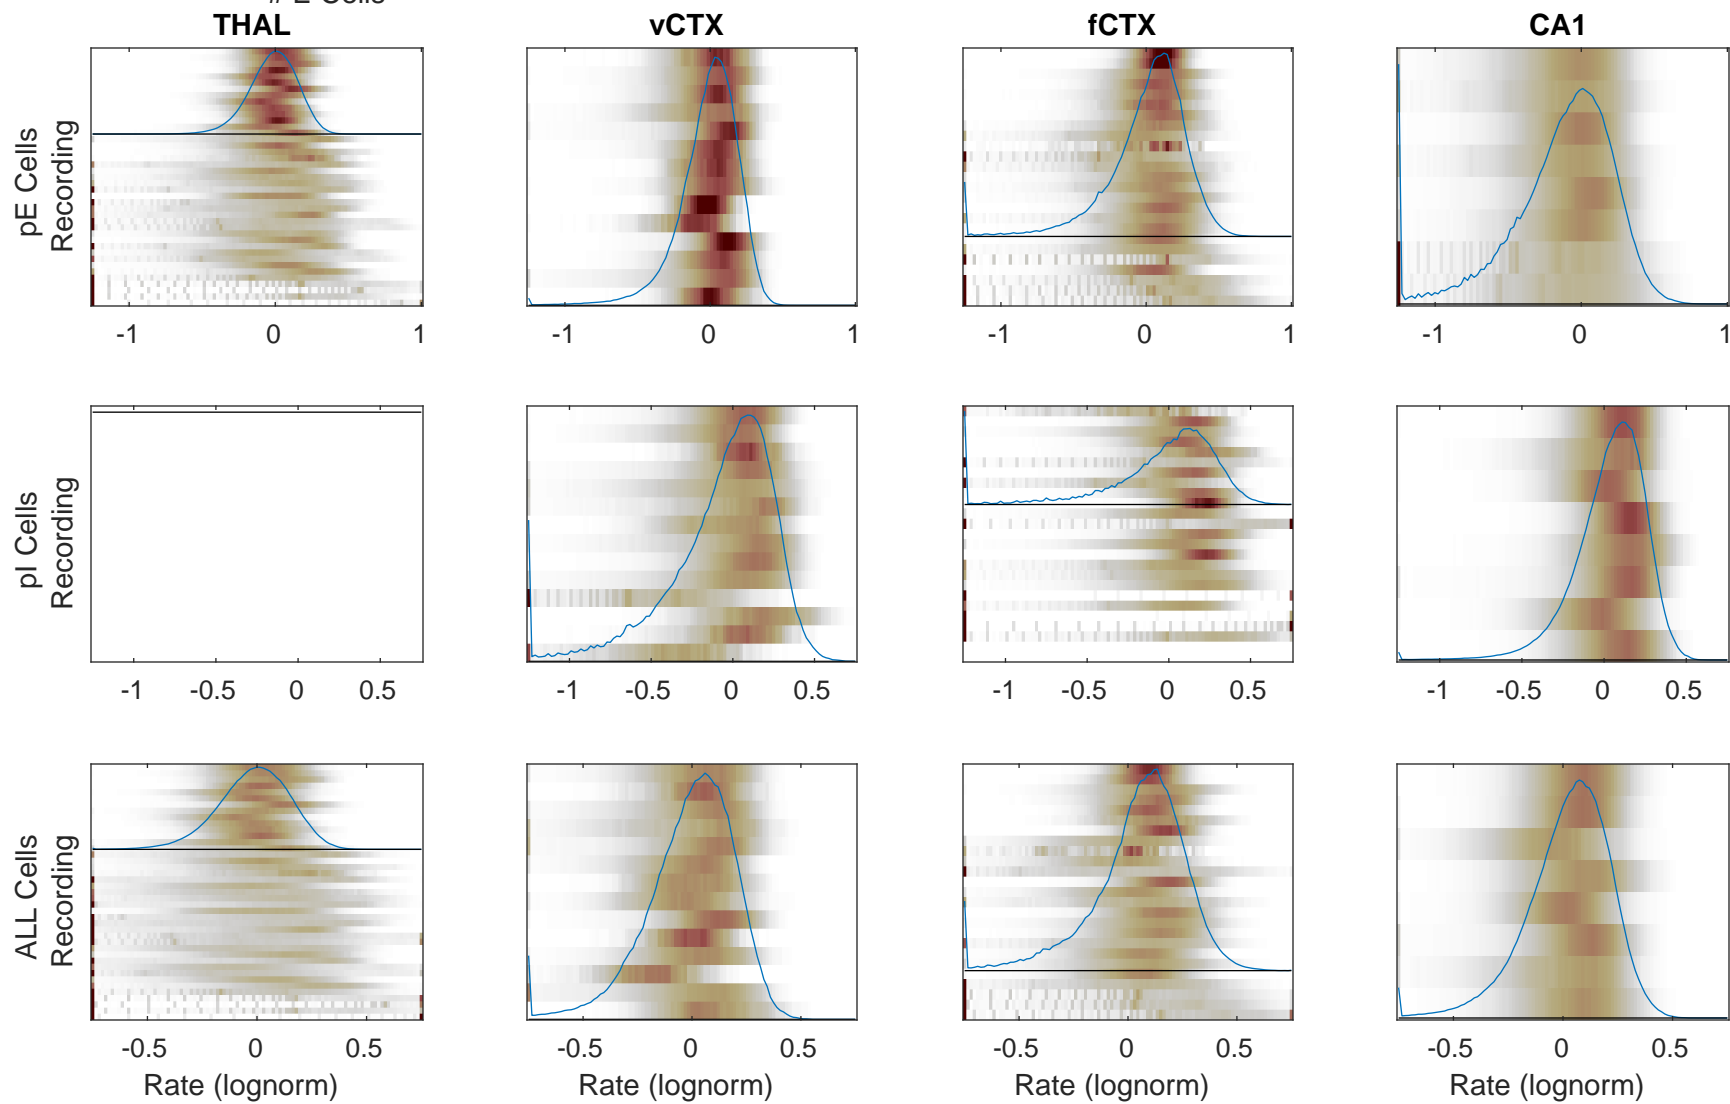 # E Cells
THAL vCTX fCTX CA1
pE Cells
Recording
-1 0 1 -1 0 1 -1 0 1 -1 0 1
pI Cells
Recording
-1 -0.5 0 0.5 -1 -0.5 0 0.5 -1 -0.5 0 0.5 -1 -0.5 0 0.5
ALL Cells
Recording
-0.5 0 0.5 -0.5 0 0.5 -0.5 0 0.5 -0.5 0 0.5
Rate (lognorm) Rate (lognorm) Rate (lognorm) Rate (lognorm)